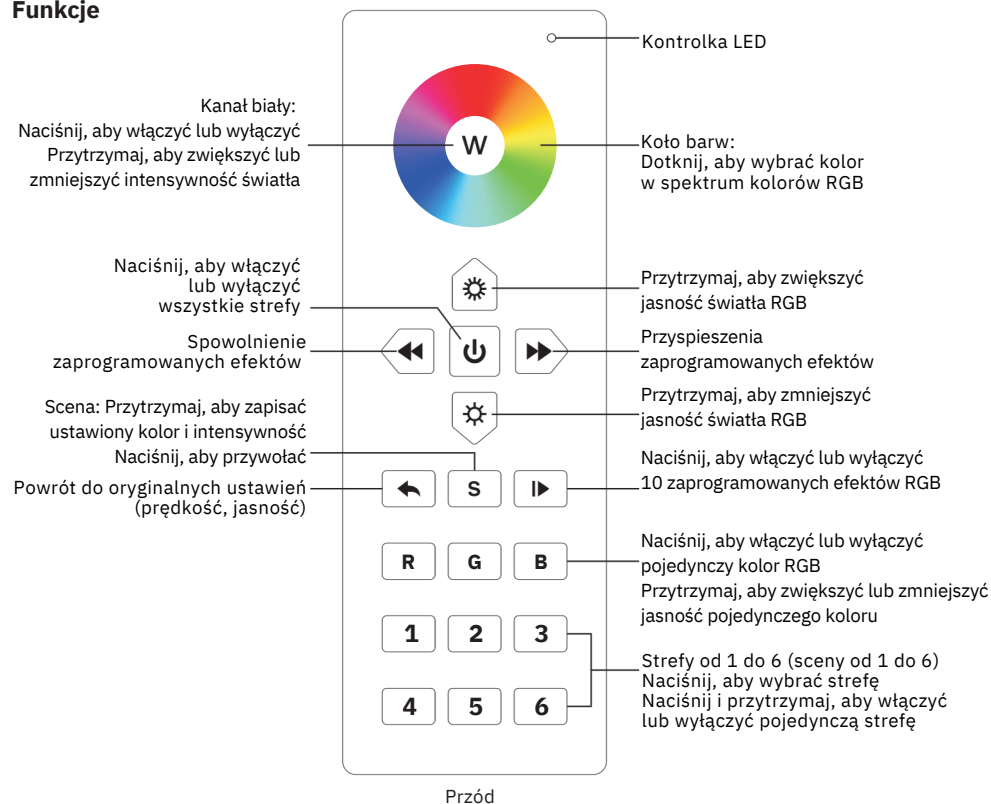 Funkcje
Kontrolka LED
Kanał biały:
Naciśnij, aby włączyć lub wyłączyć
Przytrzymaj, aby zwiększyć lub
zmniejszyć intensywność światła
W
Koło barw:
Dotknij, aby wybrać kolor
w spektrum kolorów RGB
Naciśnij, aby włączyć
lub wyłączyć
wszystkie strefy
Przytrzymaj, aby zwiększyć
jasność światła RGB
Spowolnienie
zaprogramowanych efektów
Przyspieszenia
zaprogramowanych efektów
Scena: Przytrzymaj, aby zapisać
ustawiony kolor i intensywność
Naciśnij, aby przywołać
Przytrzymaj, aby zmniejszyć
jasność światła RGB
Powrót do oryginalnych ustawień
(prędkość, jasność)
S
Naciśnij, aby włączyć lub wyłączyć
10 zaprogramowanych efektów RGB
R G B
Naciśnij, aby włączyć lub wyłączyć
pojedynczy kolor RGB
Przytrzymaj, aby zwiększyć lub zmniejszyć
jasność pojedynczego koloru
1 2 3
4 5 6
Strefy od 1 do 6 (sceny od 1 do 6)
Naciśnij, aby wybrać strefę
Naciśnij i przytrzymaj, aby włączyć
lub wyłączyć pojedynczą strefę
Przód